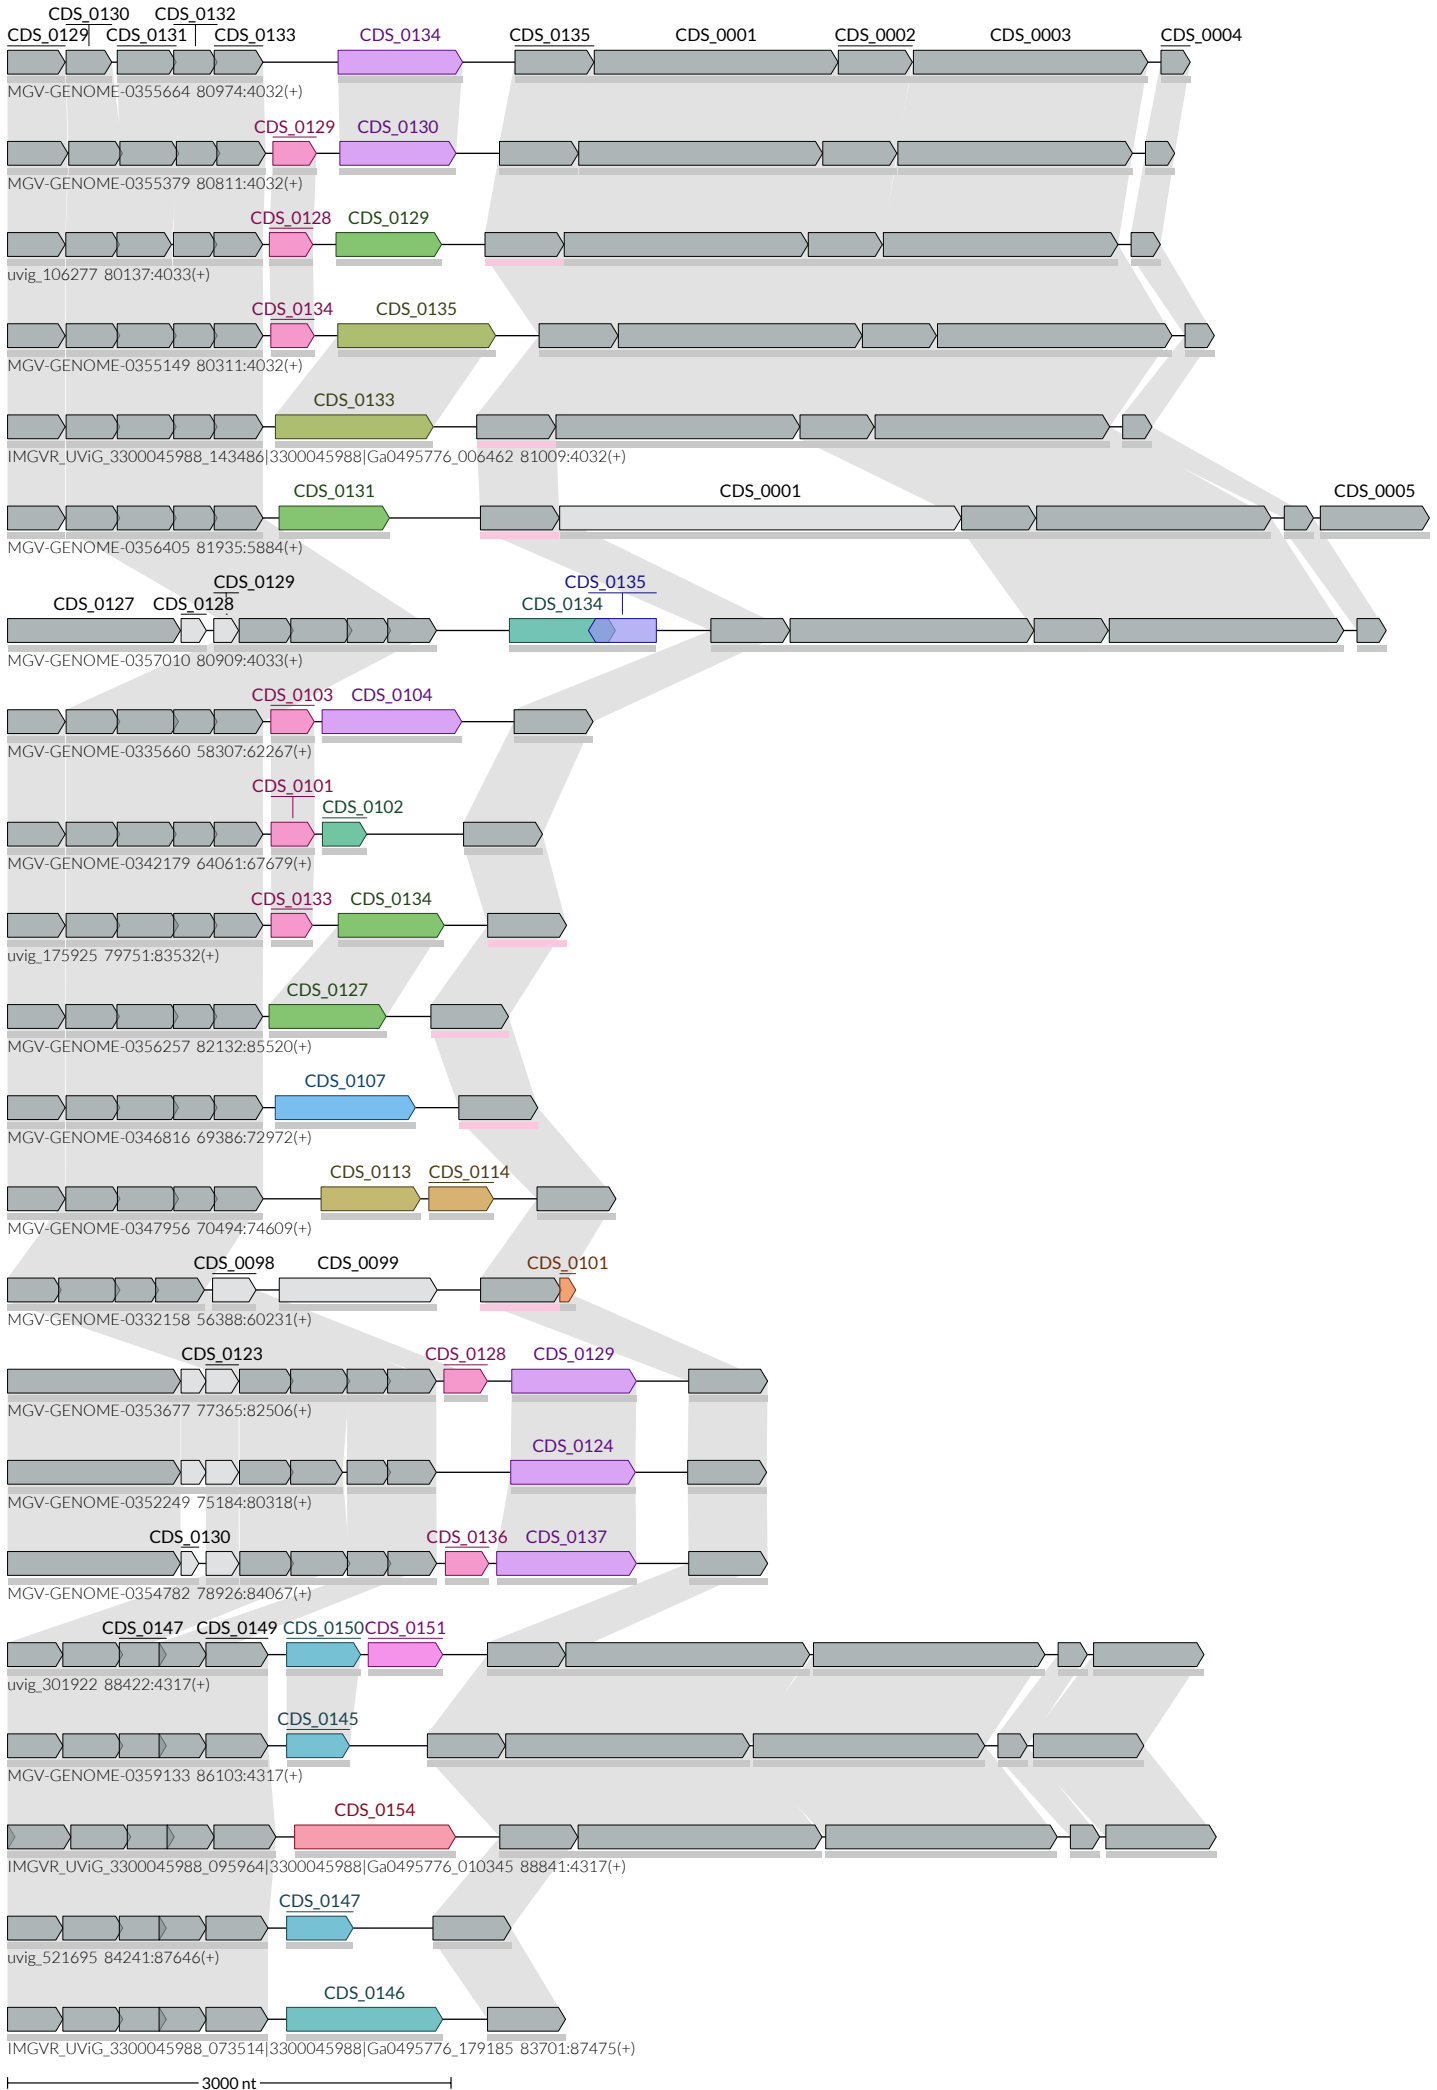 CDS_0130 CDS_0132
CDS_0129 CDS_0131 CDS_0133 CDS_0134 CDS_0135 CDS_0001 CDS_0002 CDS_0003 CDS_0004
MGV-GENOME-0355664 80974:4032(+)
CDS_0129 CDS_0130
MGV-GENOME-0355379 80811:4032(+)
CDS_0128 CDS_0129
uvig_106277 80137:4033(+)
CDS_0134 CDS_0135
MGV-GENOME-0355149 80311:4032(+)
CDS_0133
IMGVR_UViG_3300045988_143486|3300045988|Ga0495776_006462 81009:4032(+)
CDS_0131 CDS_0001 CDS_0005
MGV-GENOME-0356405 81935:5884(+)
CDS_0129 CDS_0135
CDS_0127 CDS_0128 CDS_0134
MGV-GENOME-0357010 80909:4033(+)
CDS_0103 CDS_0104
MGV-GENOME-0335660 58307:62267(+)
CDS_0101
CDS_0102
MGV-GENOME-0342179 64061:67679(+)
CDS_0133 CDS_0134
uvig_175925 79751:83532(+)
CDS_0127
MGV-GENOME-0356257 82132:85520(+)
CDS_0107
MGV-GENOME-0346816 69386:72972(+)
CDS_0113 CDS_0114
MGV-GENOME-0347956 70494:74609(+)
CDS_0098 CDS_0099 CDS_0101
MGV-GENOME-0332158 56388:60231(+)
CDS_0123 CDS_0128 CDS_0129
MGV-GENOME-0353677 77365:82506(+)
CDS_0124
MGV-GENOME-0352249 75184:80318(+)
CDS_0130 CDS_0136 CDS_0137
MGV-GENOME-0354782 78926:84067(+)
CDS_0147 CDS_0149 CDS_0150 CDS_0151
uvig_301922 88422:4317(+)
CDS_0145
MGV-GENOME-0359133 86103:4317(+)
CDS_0154
IMGVR_UViG_3300045988_095964|3300045988|Ga0495776_010345 88841:4317(+)
CDS_0147
uvig_521695 84241:87646(+)
CDS_0146
IMGVR_UViG_3300045988_073514|3300045988|Ga0495776_179185 83701:87475(+)
3000 nt